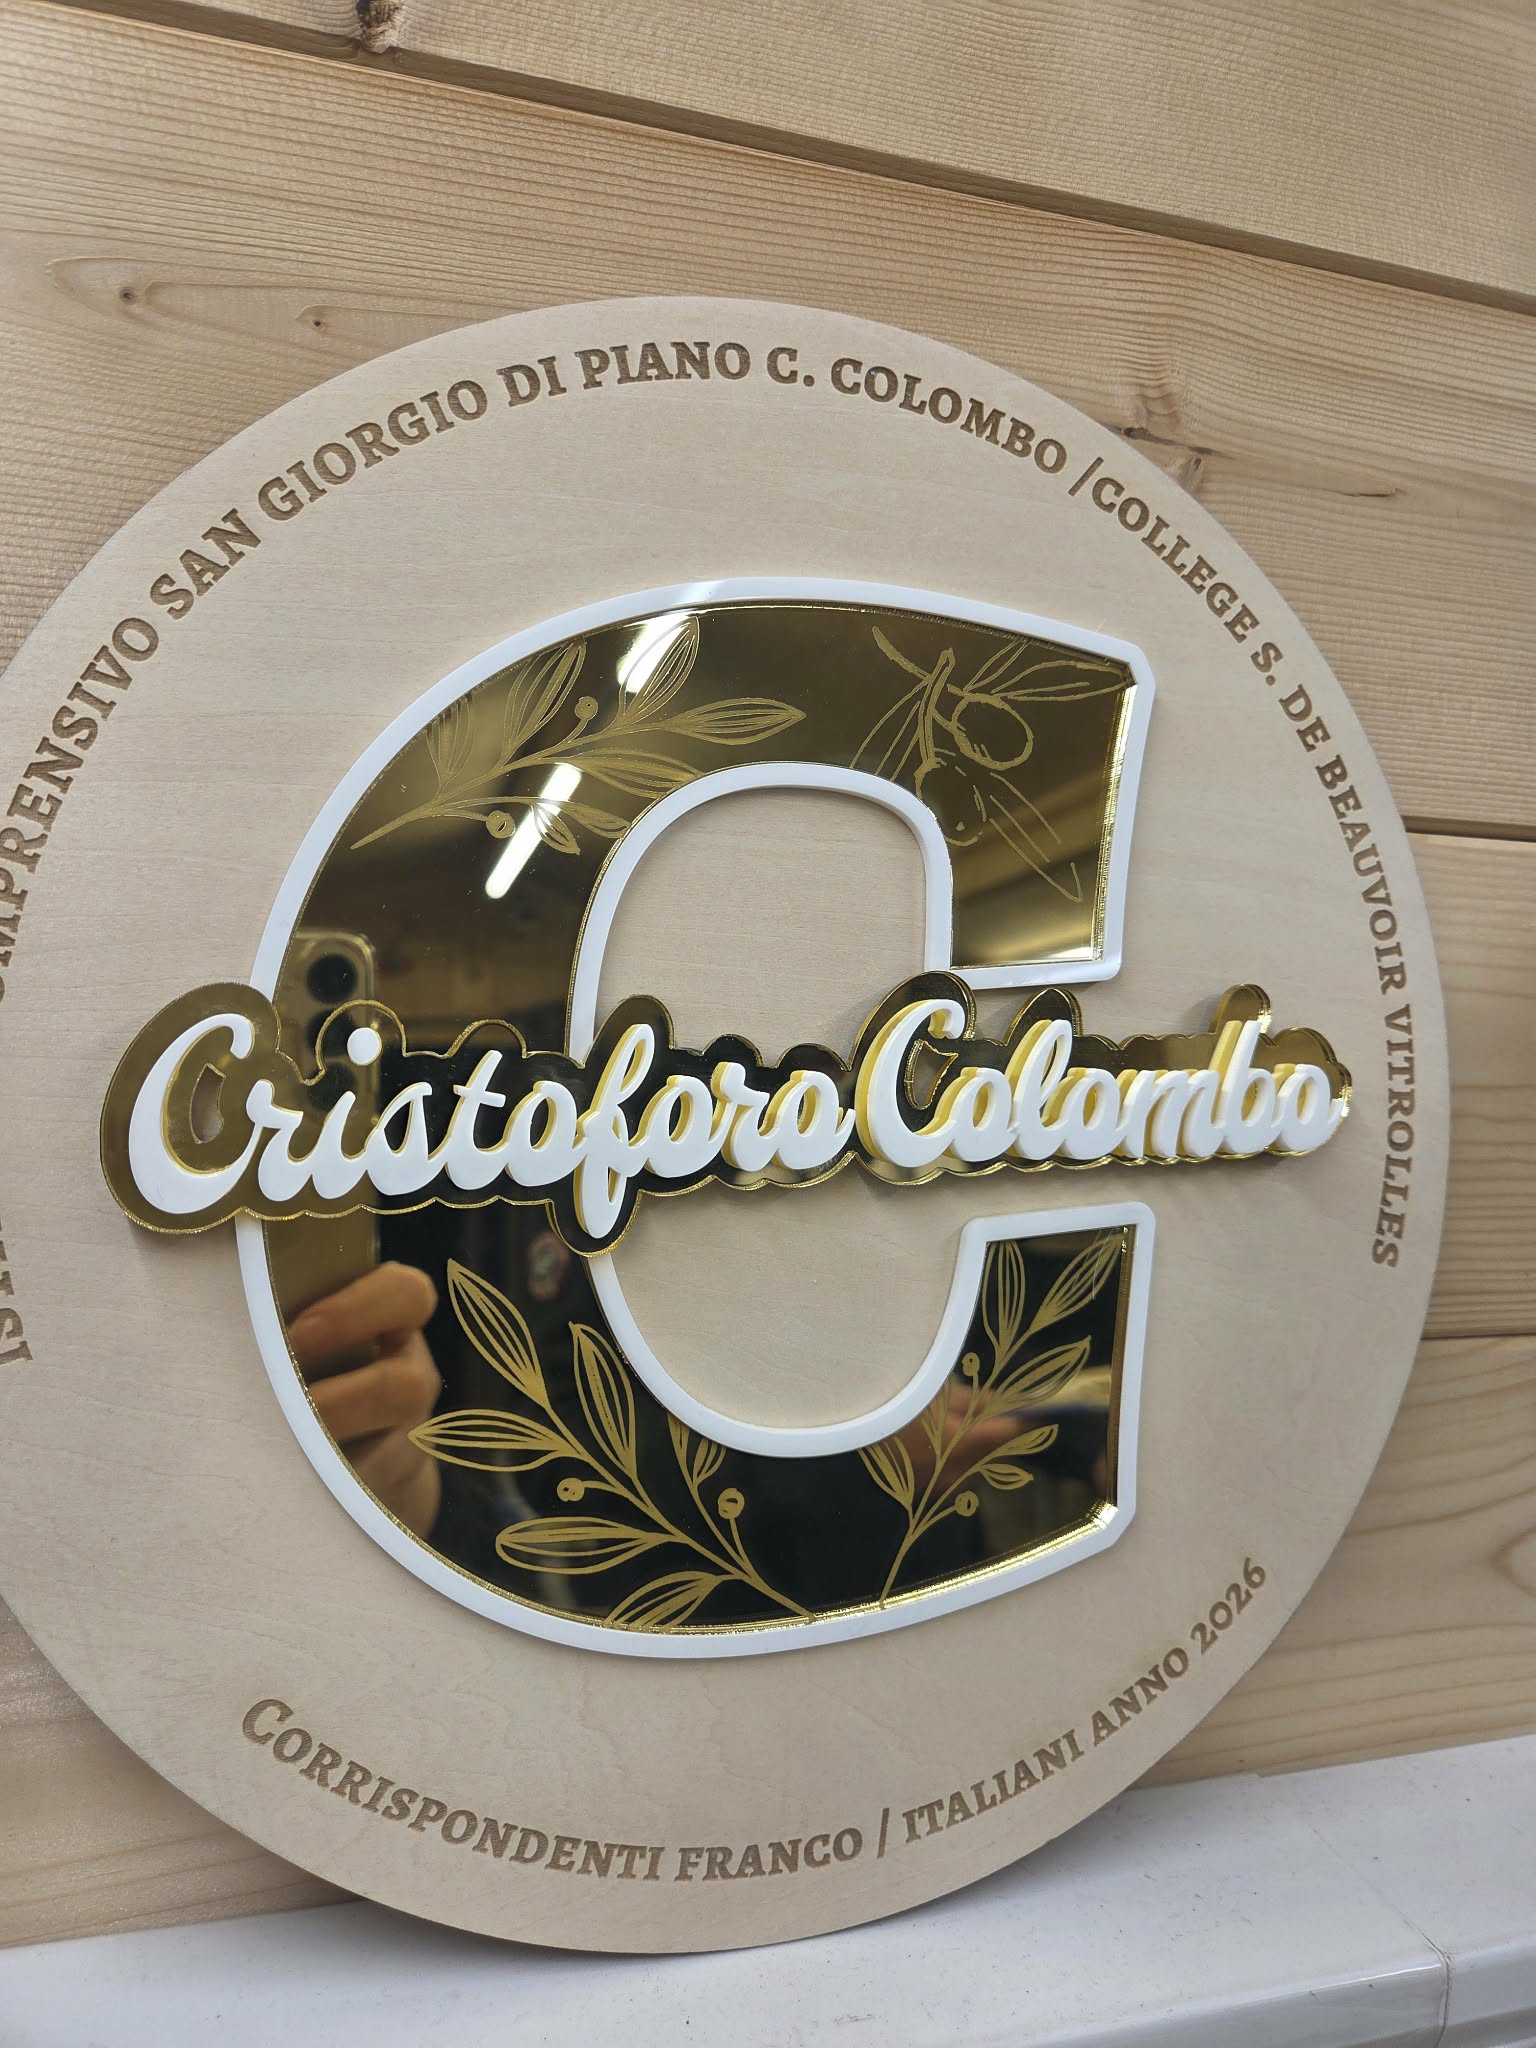 COMPRENSIVO SAN GIORGIO DI PIANO C. COLOMBO /COLLEGE S. DE BEAUVOIR VITROLLES
Cristoforo Colombo
CORRISPONDENTI FRANCO / ITALIANI ANNO 2026